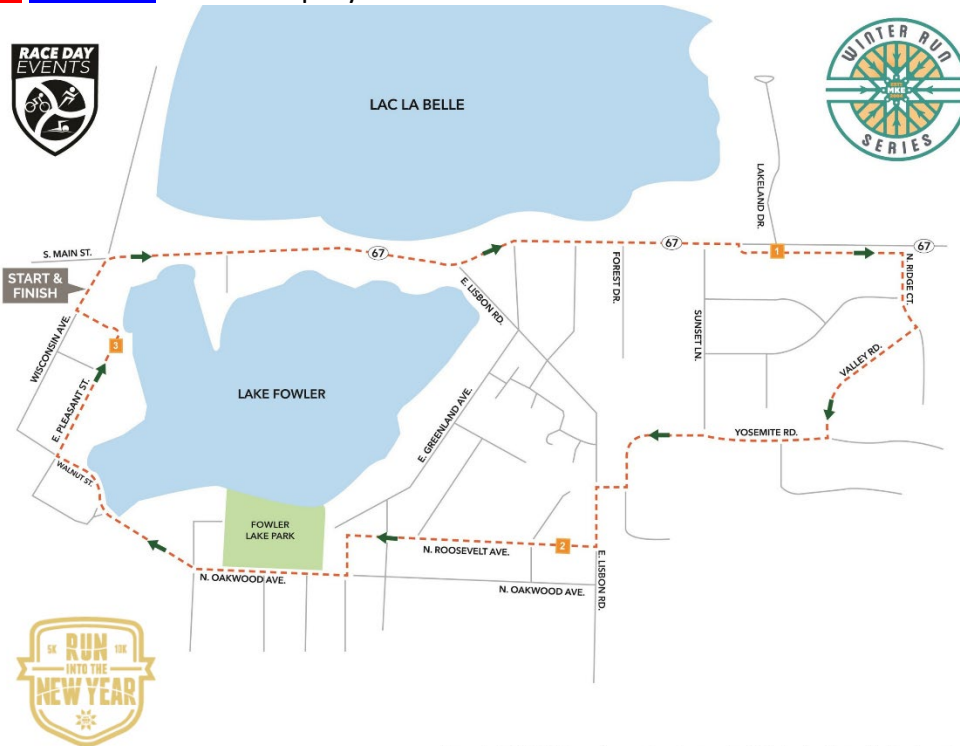 RACE DAY
EVENTS
WINTER RUN
MKE
SERIES
LAC LA BELLE
LAKELAND DR.
S. MAIN ST.
67
67
1
67
START &
FINISH
N. RIDGE CT.
FOREST DR.
E. LISBON RD.
SUNSET LN.
WISCONSIN AVE.
3
VALLEY RD.
LAKE FOWLER
E. PLEASANT ST.
E. GREENLAND AVE.
YOSEMITE RD.
WALNUT ST.
FOWLER
LAKE PARK
N. ROOSEVELT AVE.
2
N. OAKWOOD AVE.
N. OAKWOOD AVE.
E. LISBON RD.
5K RUN 10K
INTO THE
NEW YEAR